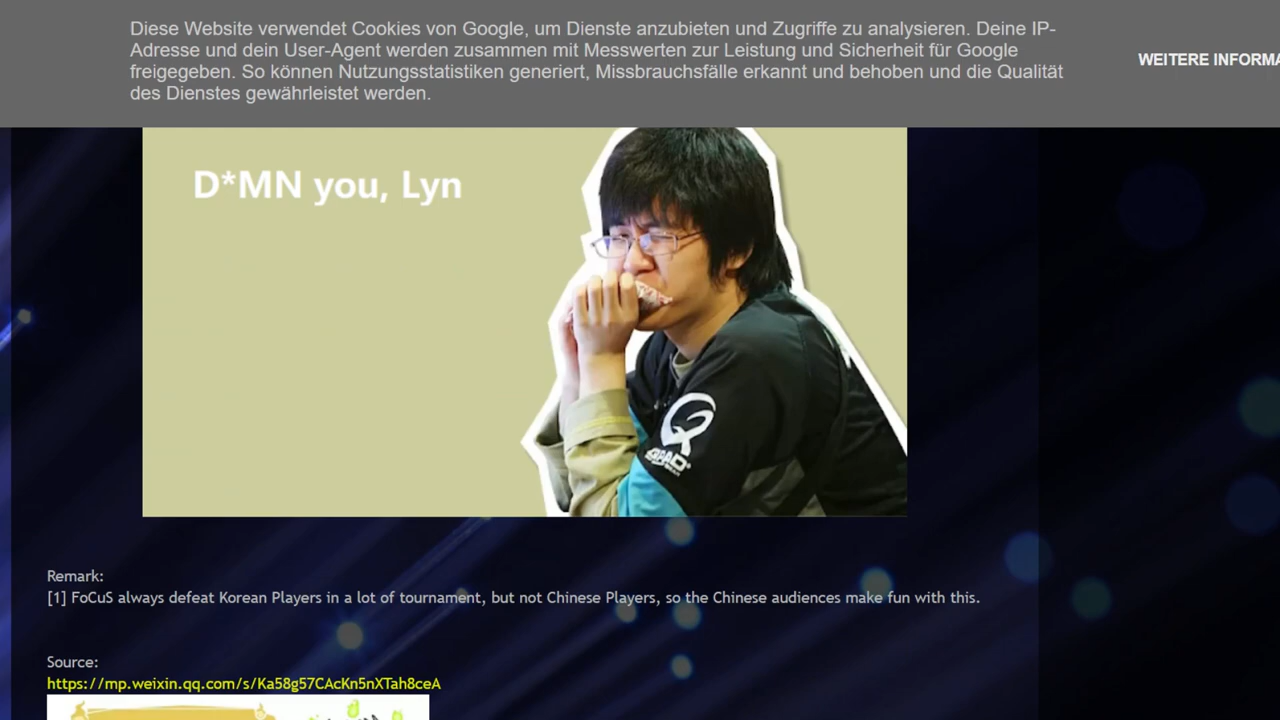 Diese Website verwendet Cookies von Google, um Dienste anzubieten und Zugriffe zu analysieren. Deine IP-
Adresse und dein User-Agent werden zusammen mit Messwerten zur Leistung und Sicherheit für Google
freigegeben. So können Nutzungsstatistiken generiert, Missbrauchsfälle erkannt und behoben und die Qualität
des Dienstes gewährleistet werden.
WEITERE INFORMA
D*MN you, Lyn
Remark:
[1] FoCuS always defeat Korean Players in a lot of tournament, but not Chinese Players, so the Chinese audiences make fun with this.
Source:
https://mp.weixin.qq.com/s/Ka58g57CAcKn5nXTah8ceA